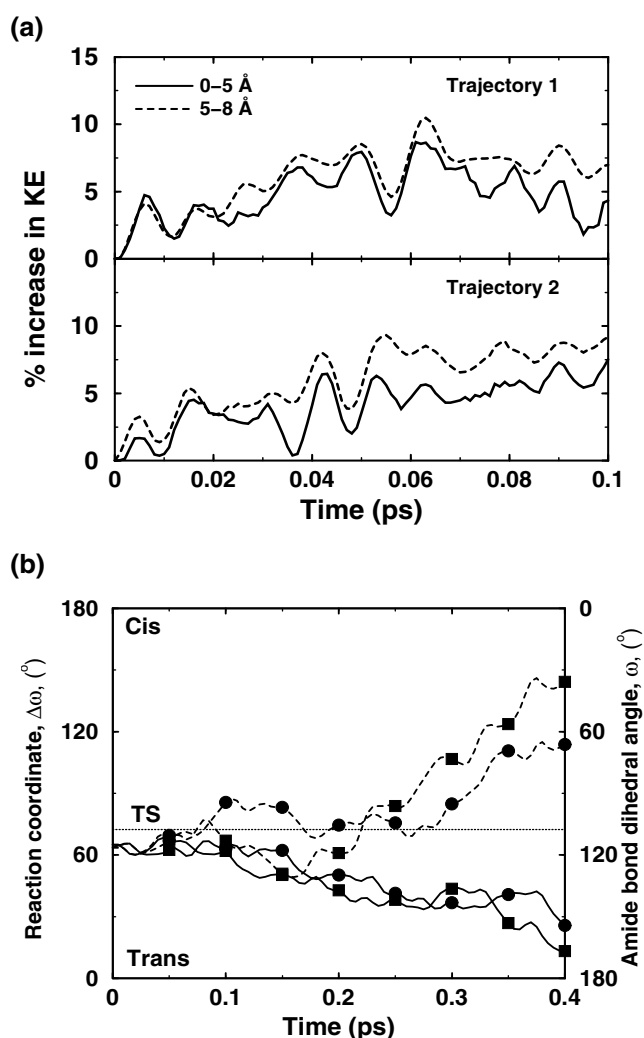 (a)
15
0–5 Å
5–8 Å
Trajectory 1
10
5
0
Trajectory 2
10
5
0
% increase in KE
0
0.02
0.04
0.06
0.08
0.1
Time (ps)
(b)
180
0
Cis
120
60
TS
60
120
Trans
0
180
Reaction coordinate, Δω, (°)
Amide bond dihedral angle, ω, (°)
0
0.1
0.2
0.3
0.4
Time (ps)